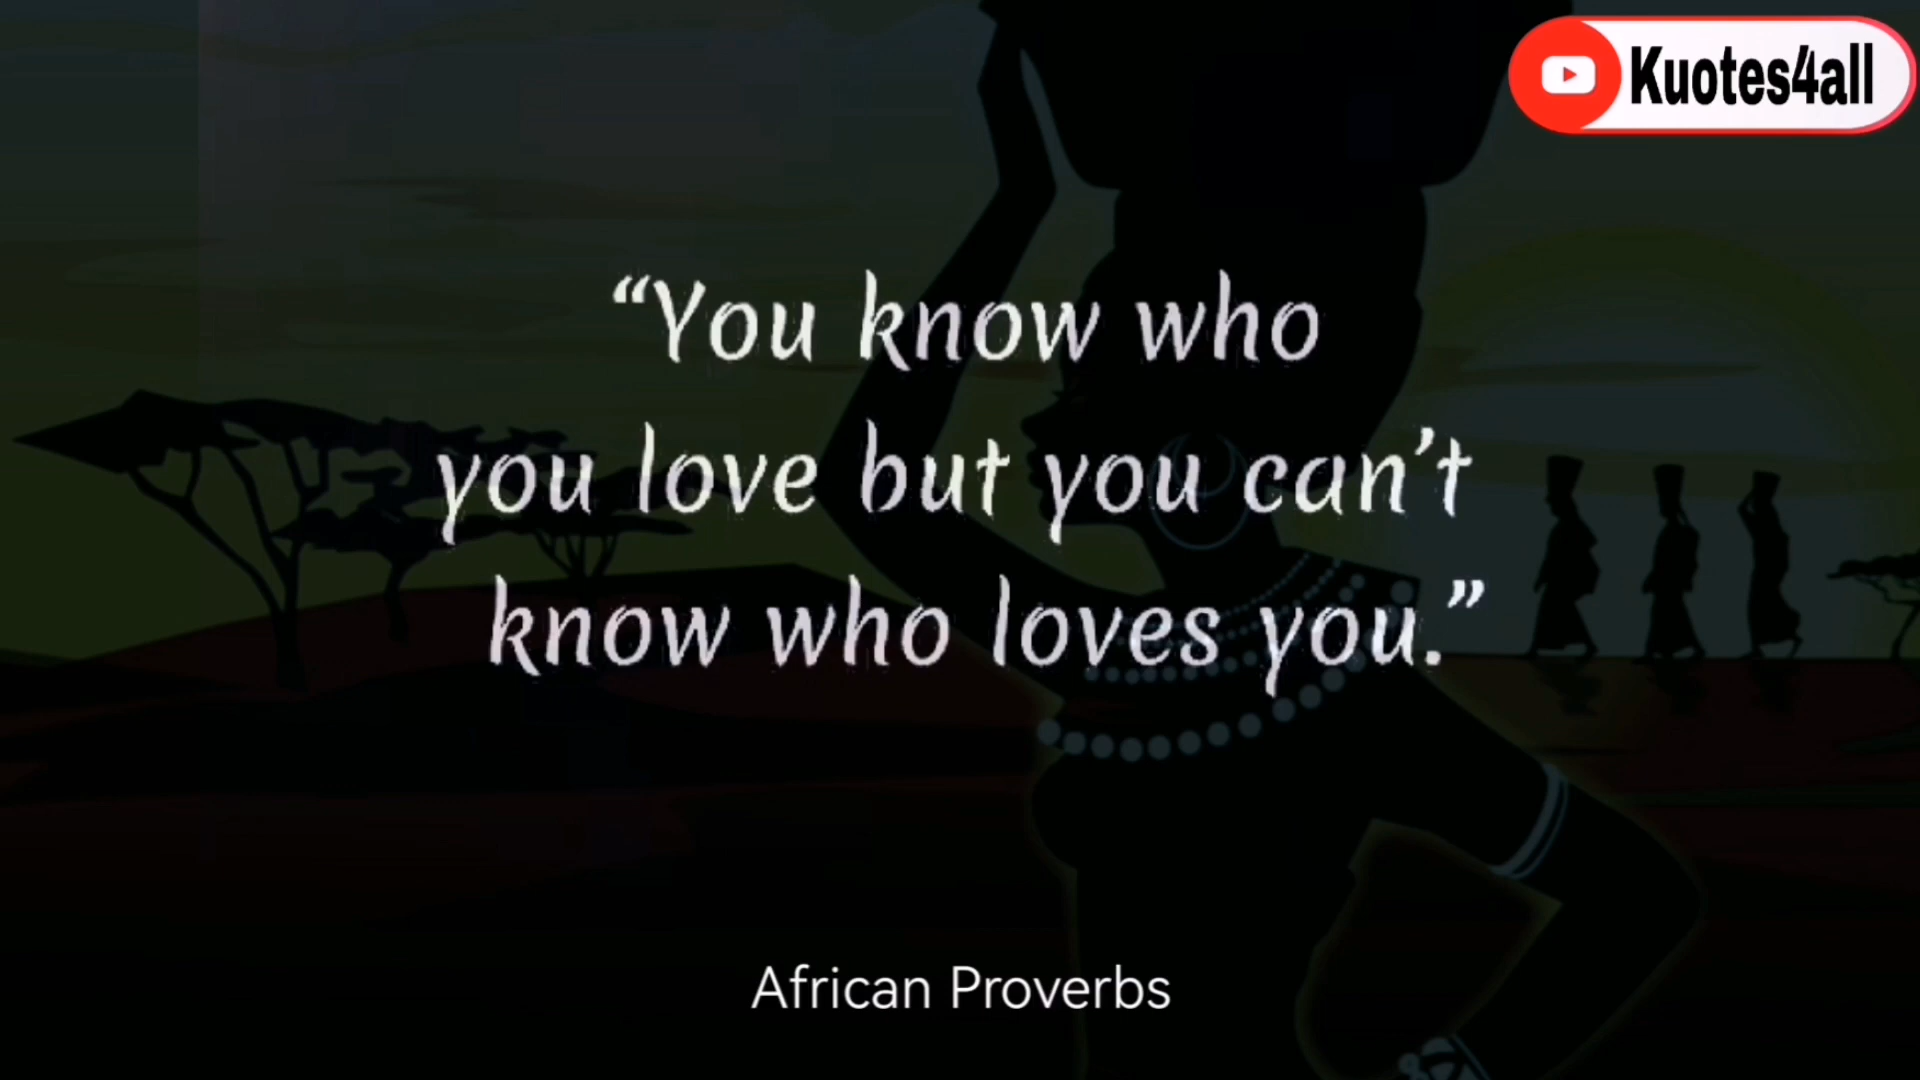 Kuotes4all
“You know who
you love but you can’t
know who loves you.”
African Proverbs